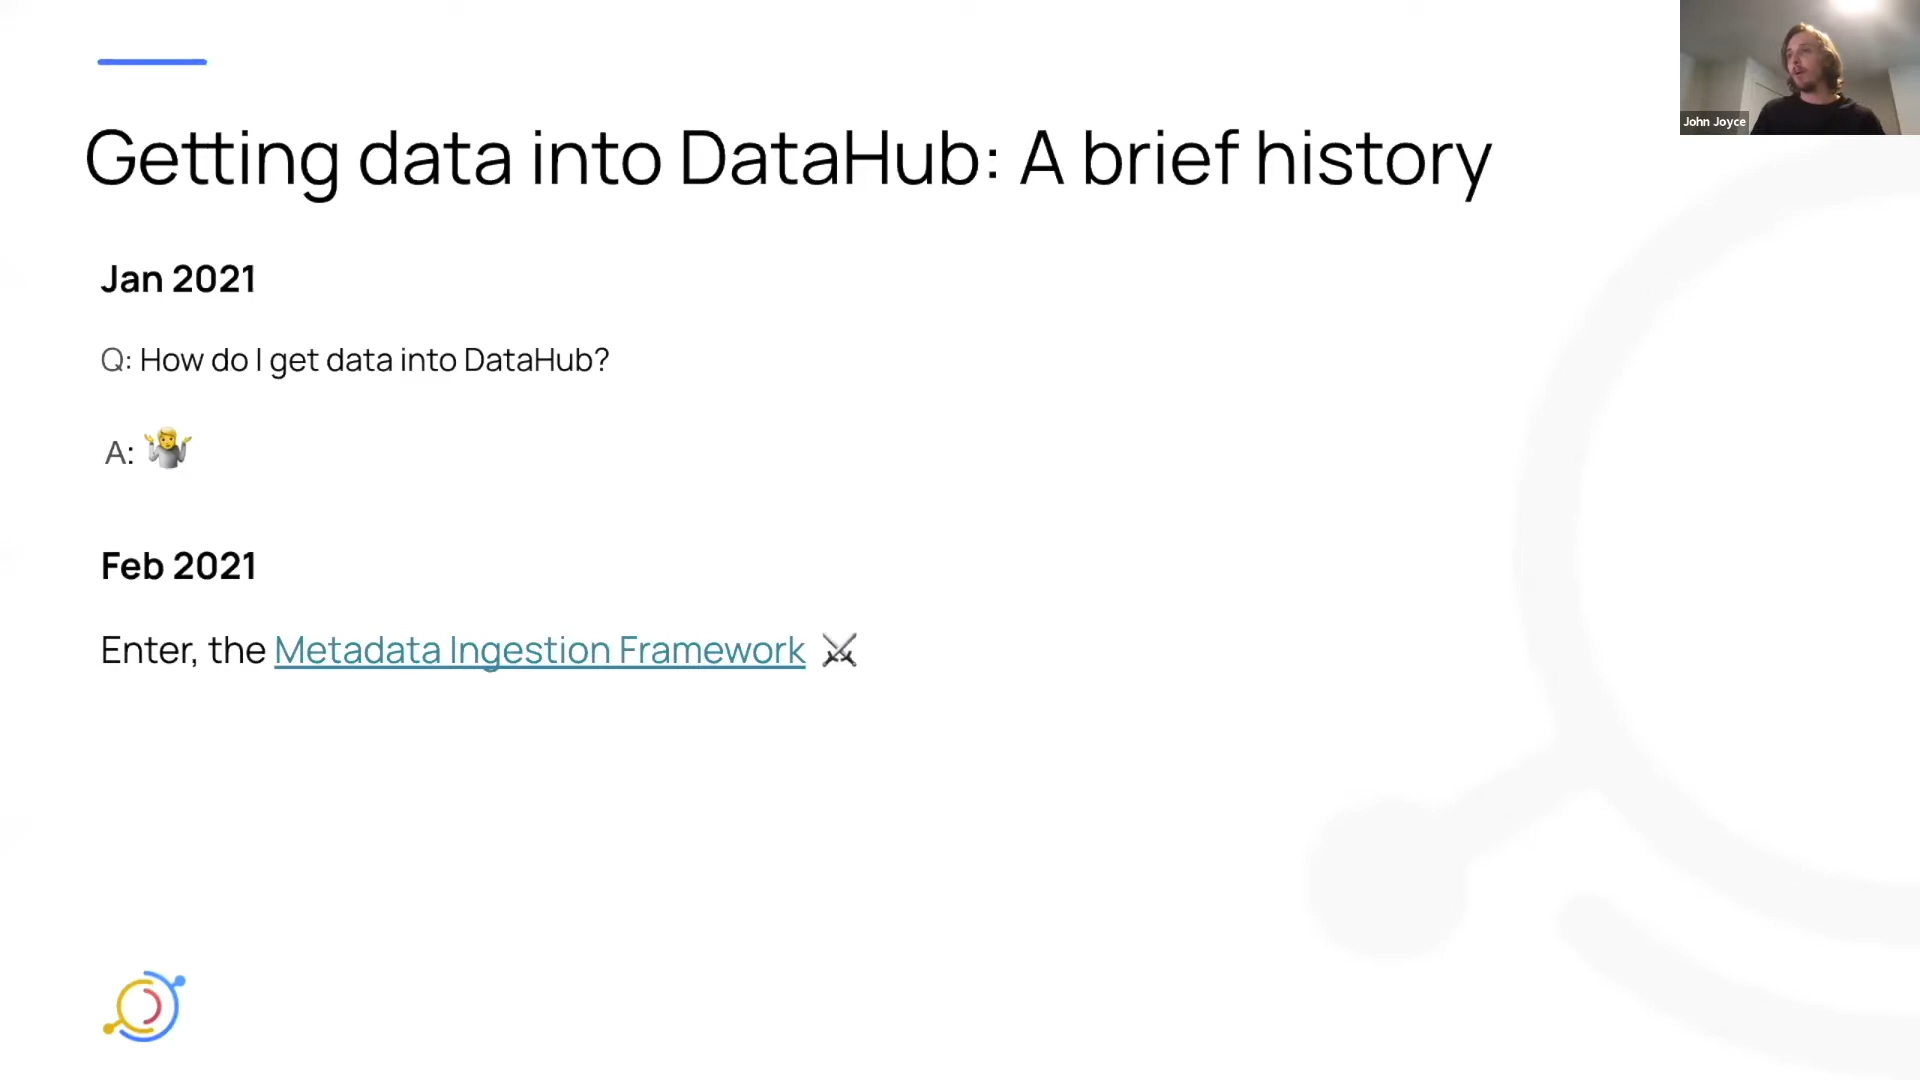 Getting data into DataHub: A brief history
John Joyce
Jan 2021
Q: How do I get data into DataHub?
A: 🤷
Feb 2021
Enter, the Metadata Ingestion Framework ⚔️